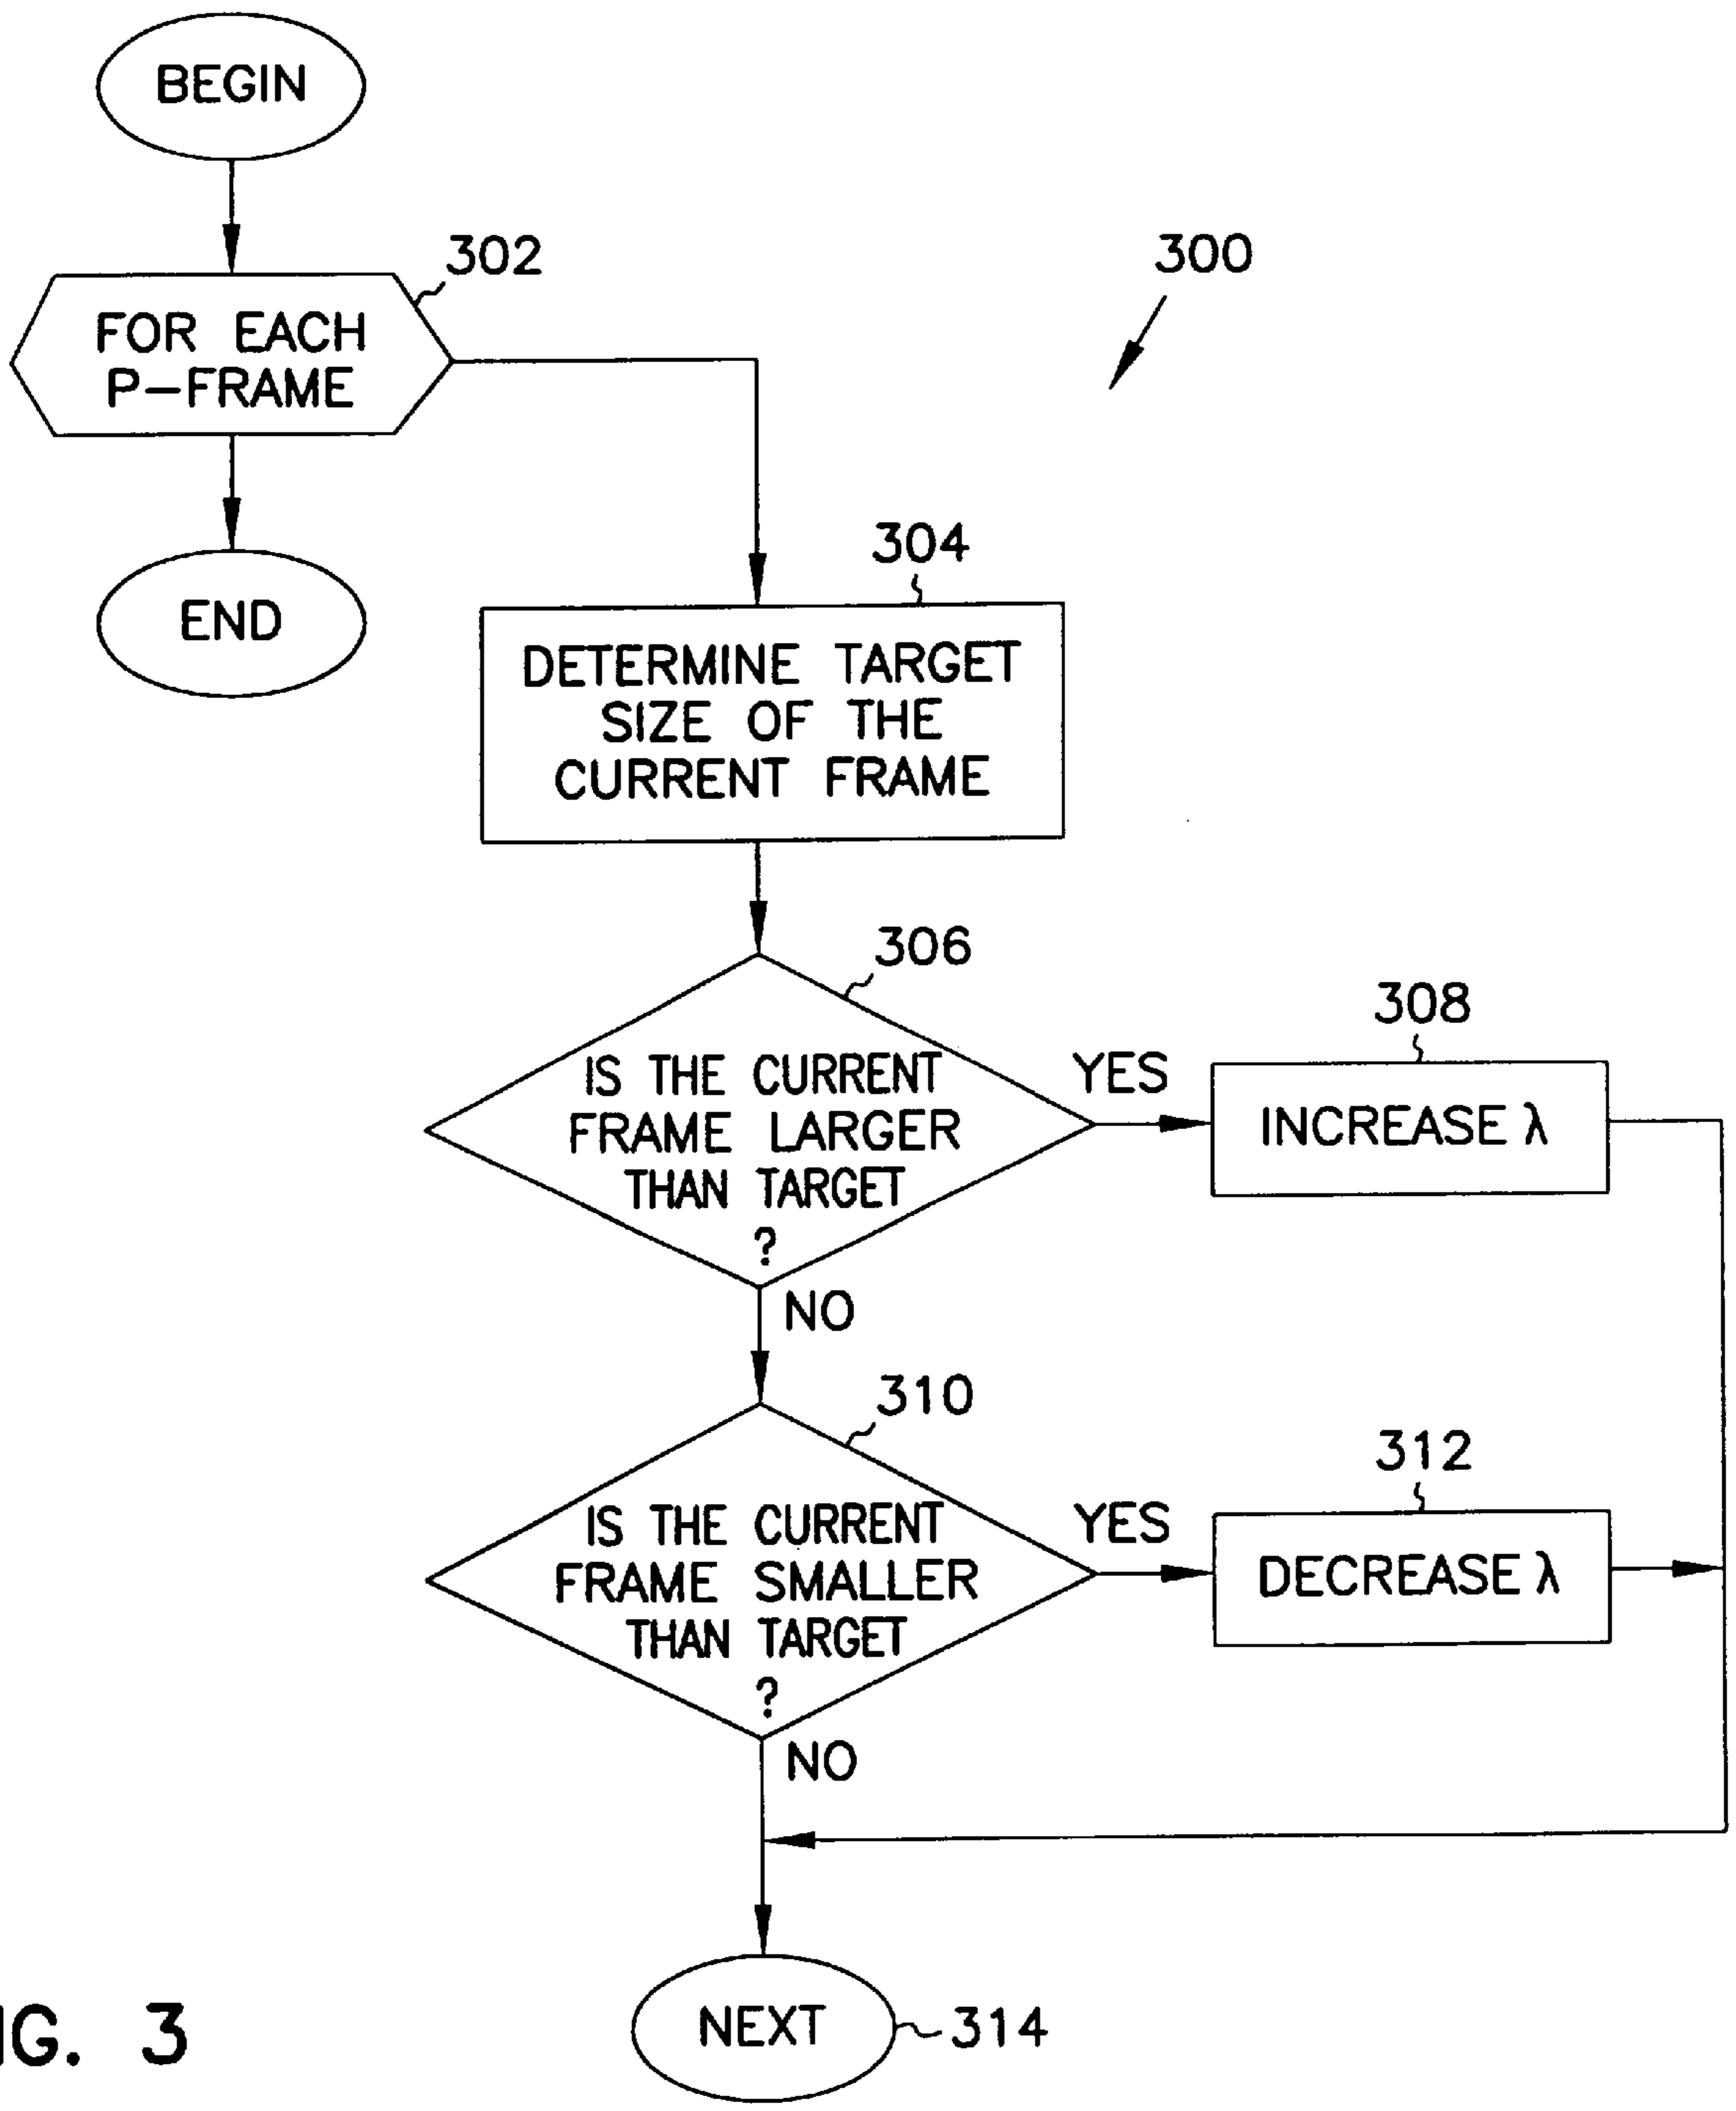 BEGIN
302
300
FOR EACH
P-FRAME
END
304
DETERMINE TARGET
SIZE OF THE
CURRENT FRAME
306
IS THE CURRENT
FRAME LARGER
THAN TARGET
?
YES
308
INCREASE λ
NO
310
IS THE CURRENT
FRAME SMALLER
THAN TARGET
?
YES
312
DECREASE λ
NO
NEXT
314
IG. 3